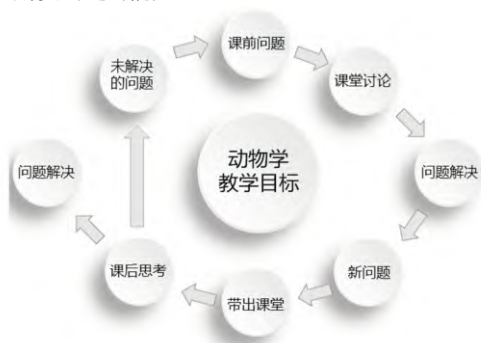 课前问题
未解决
的问题
课堂讨论
问题解决
动物学
教学目标
问题解决
课后思考
新问题
带出课堂